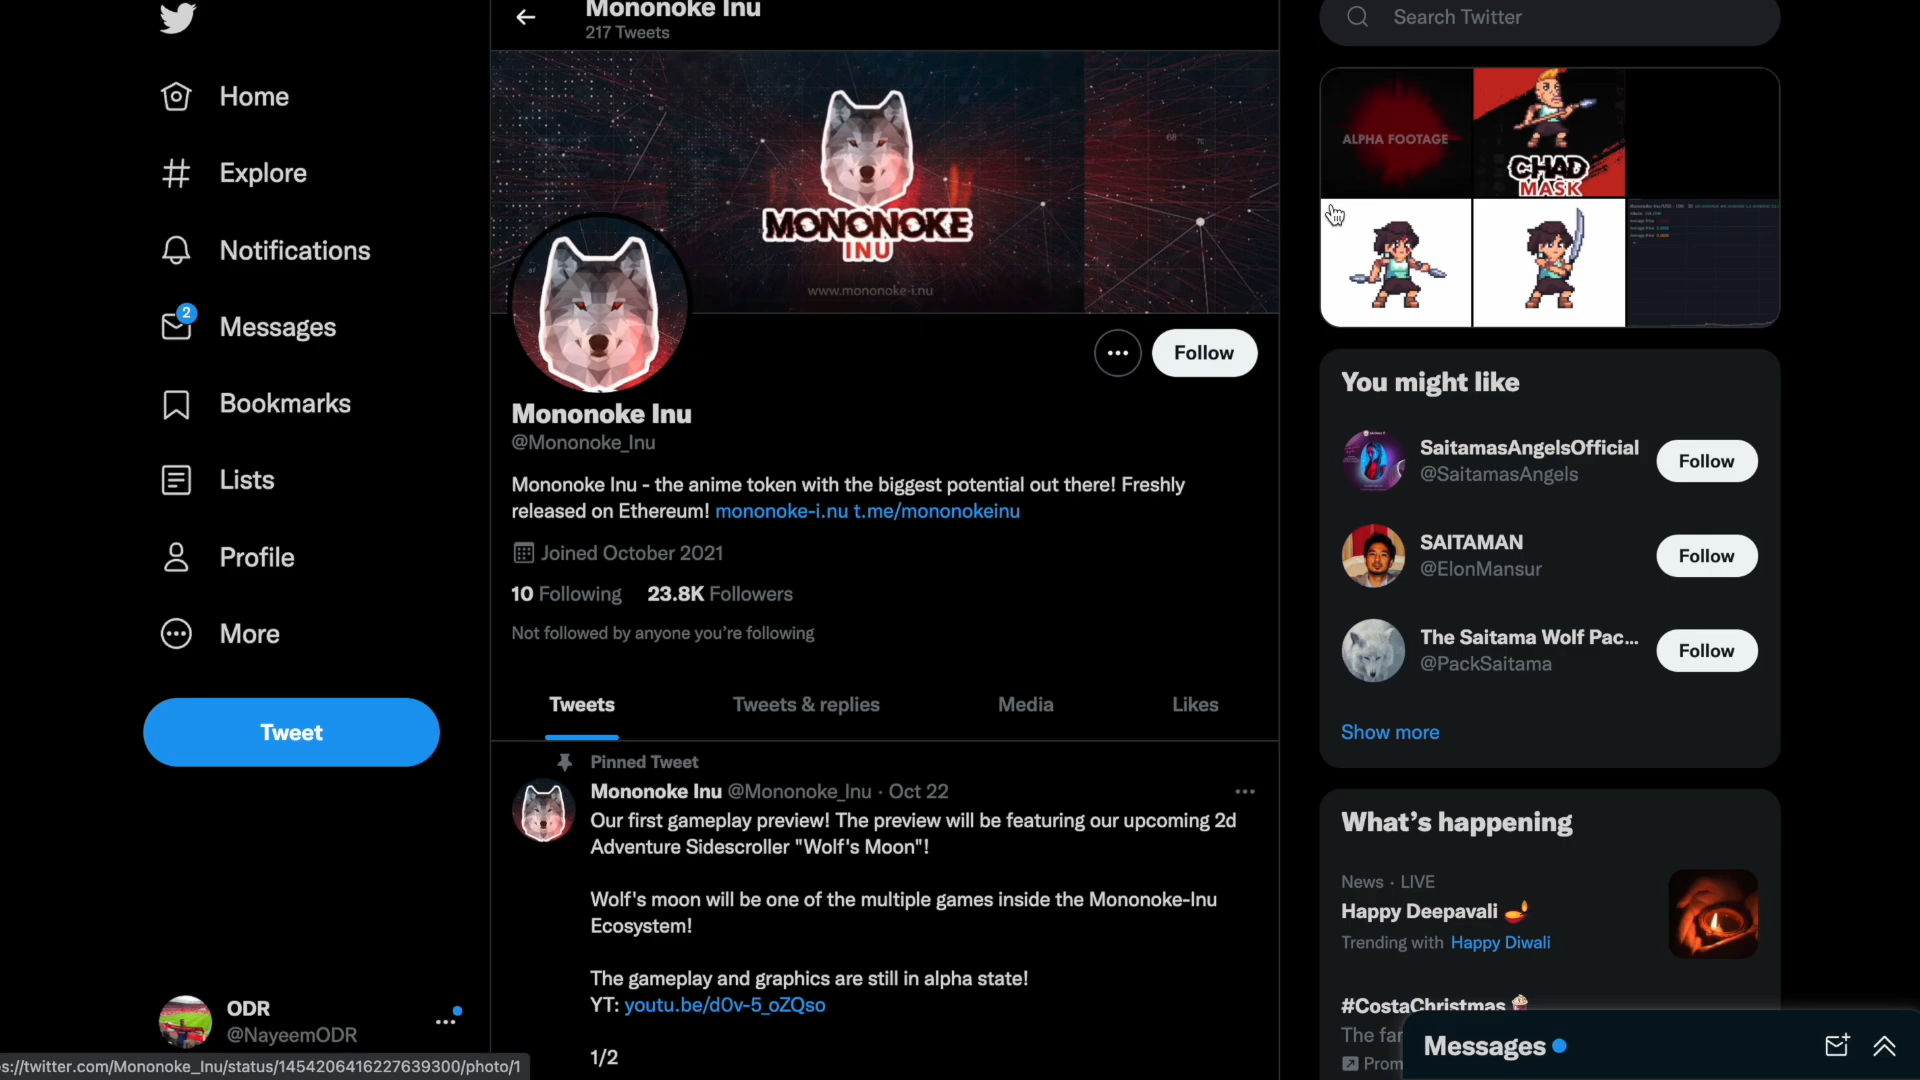 Mononoke Inu
217 Tweets
Search Twitter
Home
Explore
Notifications
2
Messages
Bookmarks
Lists
Profile
More
Tweet
ODR
@NayeemODR
s://twitter.com/Mononoke_Inu/status/1454206416227639300/photo/1
MONONOKE
INU
www.mononoke-i.nu
Follow
Mononoke Inu
@Mononoke_Inu
Mononoke Inu - the anime token with the biggest potential out there! Freshly
released on Ethereum! mononoke-i.nu t.me/mononokeinu
Joined October 2021
10 Following 23.8K Followers
Not followed by anyone you’re following
Tweets Tweets & replies Media Likes
Pinned Tweet
Mononoke Inu @Mononoke_Inu · Oct 22
Our first gameplay preview! The preview will be featuring our upcoming 2d
Adventure Sidescroller "Wolf's Moon"!
Wolf's moon will be one of the multiple games inside the Mononoke-Inu
Ecosystem!
The gameplay and graphics are still in alpha state!
YT: youtu.be/d0v-5_oZQso
1/2
ALPHA FOOTAGE
CHAD
MASK
You might like
SaitamasAngelsOfficial
@SaitamasAngels
Follow
SAITAMAN
@ElonMansur
Follow
The Saitama Wolf Pac...
@PackSaitama
Follow
Show more
What’s happening
News · LIVE
Happy Deepavali
Trending with Happy Diwali
#CostaChristmas
The far
Prom
Messages